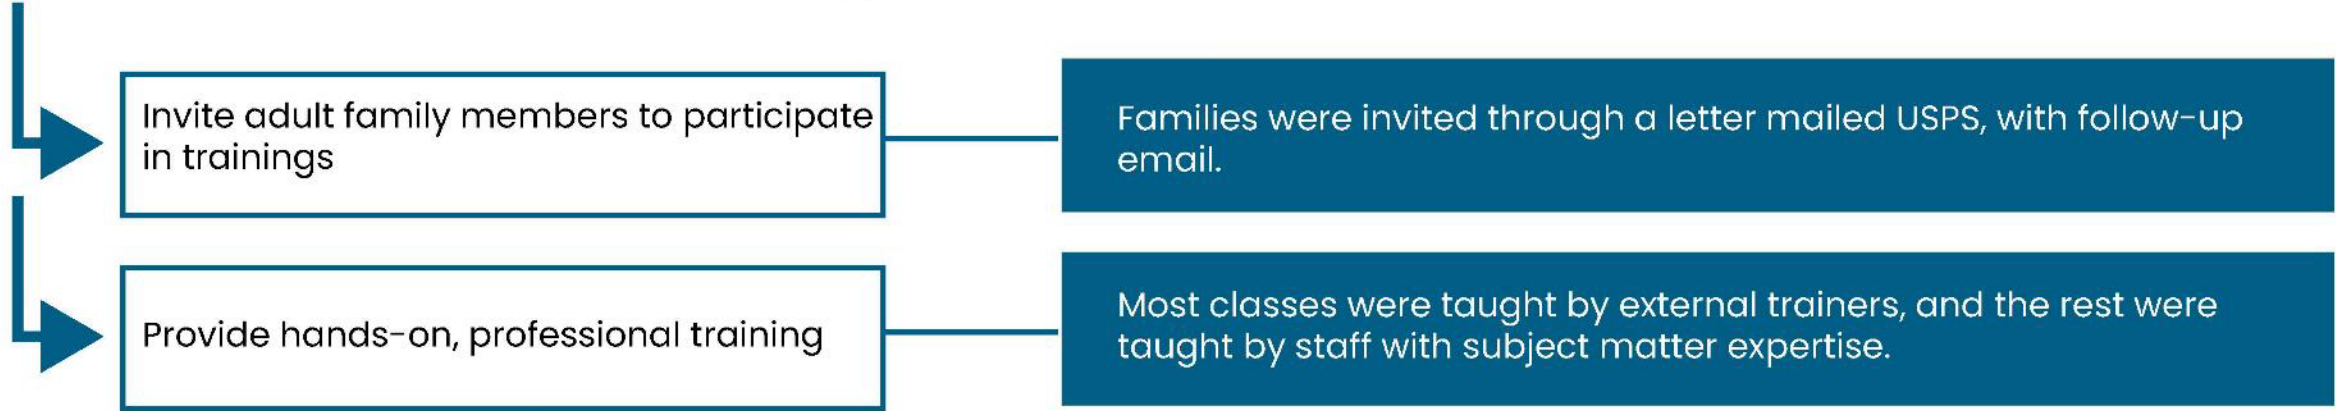 Invite adult family members to participate
in trainings
Families were invited through a letter mailed USPS, with follow-up
email.
Provide hands-on, professional training
Most classes were taught by external trainers, and the rest were
taught by staff with subject matter expertise.